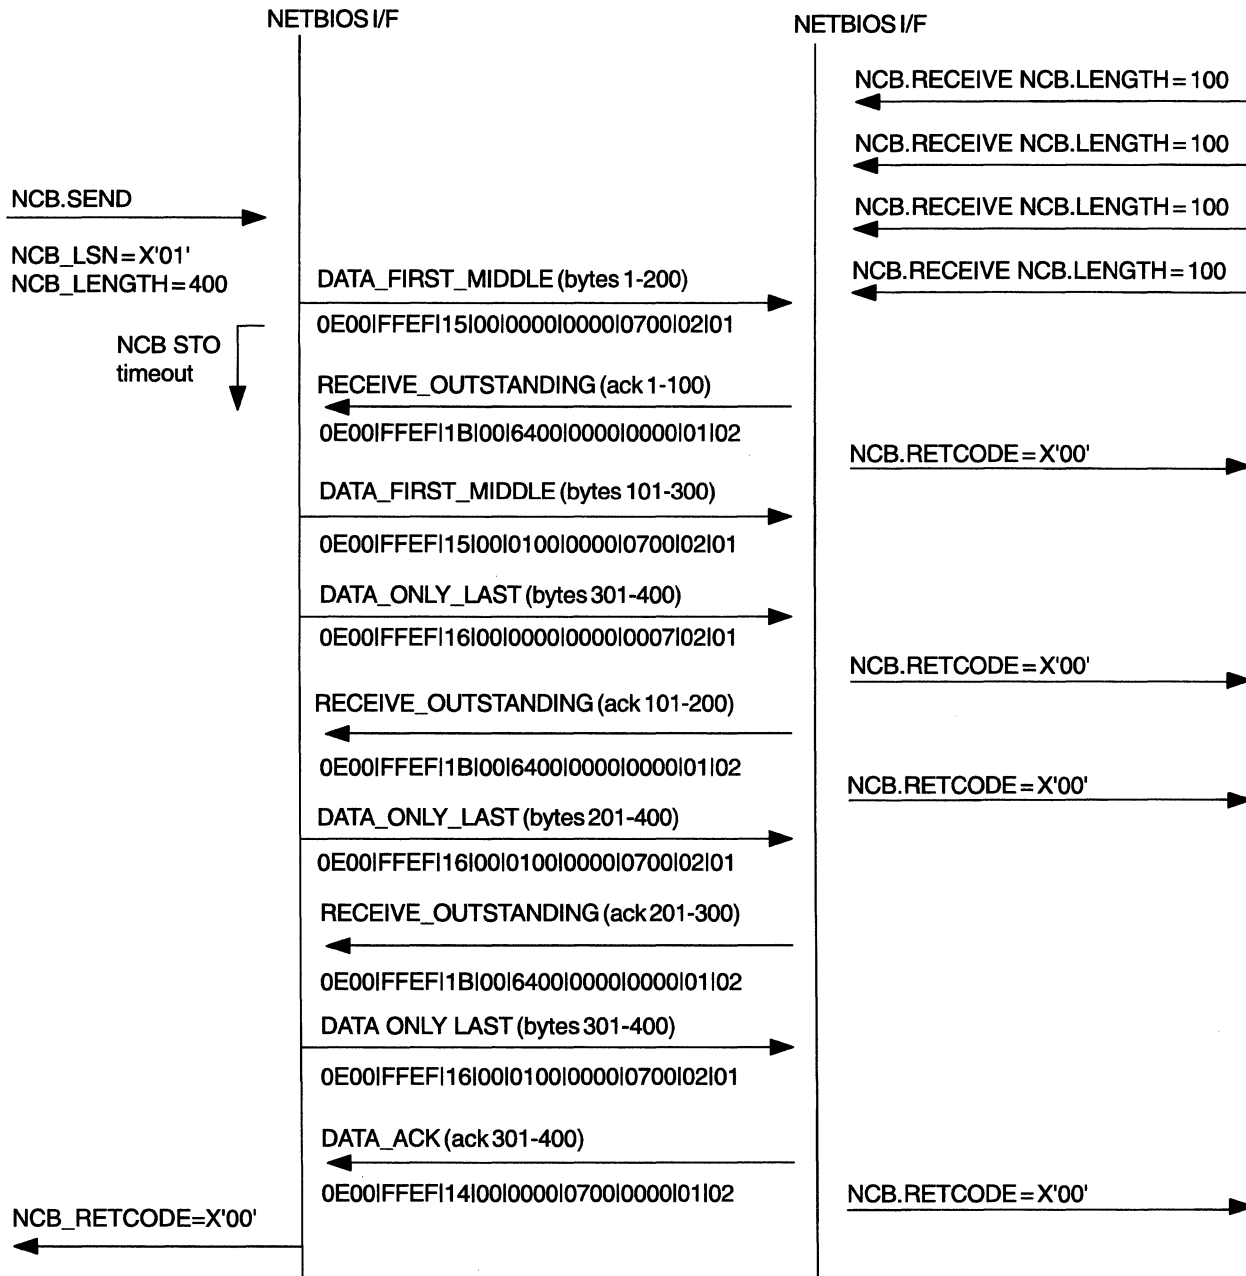 NETBIOS I/F
NETBIOS I/F
NCB.RECEIVE NCB.LENGTH=100
NCB.RECEIVE NCB.LENGTH=100
NCB.SEND
NCB.RECEIVE NCB.LENGTH=100
NCB_LSN=X'01'
NCB_LENGTH=400
NCB.RECEIVE NCB.LENGTH=100
DATA_FIRST_MIDDLE (bytes 1-200)
0E00|FFEF|15|00|0000|0000|0700|02|01
NCB STO
timeout
RECEIVE_OUTSTANDING (ack 1-100)
0E00|FFEF|1B|00|6400|0000|0000|01|02
NCB.RETCODE=X'00'
DATA_FIRST_MIDDLE (bytes 101-300)
0E00|FFEF|15|00|0100|0000|0700|02|01
DATA_ONLY_LAST (bytes 301-400)
0E00|FFEF|16|00|0000|0000|0007|02|01
NCB.RETCODE=X'00'
RECEIVE_OUTSTANDING (ack 101-200)
0E00|FFEF|1B|00|6400|0000|0000|01|02
NCB.RETCODE=X'00'
DATA_ONLY_LAST (bytes 201-400)
0E00|FFEF|16|00|0100|0000|0700|02|01
RECEIVE_OUTSTANDING (ack 201-300)
0E00|FFEF|1B|00|6400|0000|0000|01|02
DATA ONLY LAST (bytes 301-400)
0E00|FFEF|16|00|0100|0000|0700|02|01
DATA_ACK (ack 301-400)
0E00|FFEF|14|00|0000|0700|0000|01|02
NCB.RETCODE=X'00'
NCB_RETCODE=X'00'